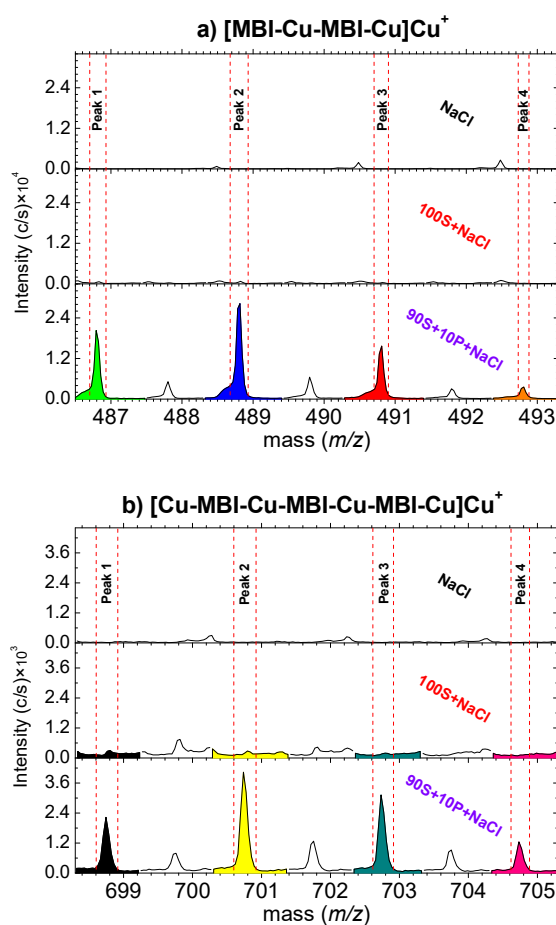 a) [MBI-Cu-MBI-Cu]Cu⁺
Intensity (c/s)×10⁴
2.4
1.2
0.0
Peak 1
Peak 2
Peak 3
Peak 4
NaCl
2.4
1.2
0.0
100S+NaCl
2.4
1.2
0.0
90S+10P+NaCl
487 488 489 490 491 492 493
mass (m/z)
b) [Cu-MBI-Cu-MBI-Cu-MBI-Cu]Cu⁺
Intensity (c/s)×10³
3.6
2.4
1.2
0.0
Peak 1
Peak 2
Peak 3
Peak 4
NaCl
3.6
2.4
1.2
0.0
100S+NaCl
3.6
2.4
1.2
0.0
90S+10P+NaCl
699 700 701 702 703 704 705
mass (m/z)